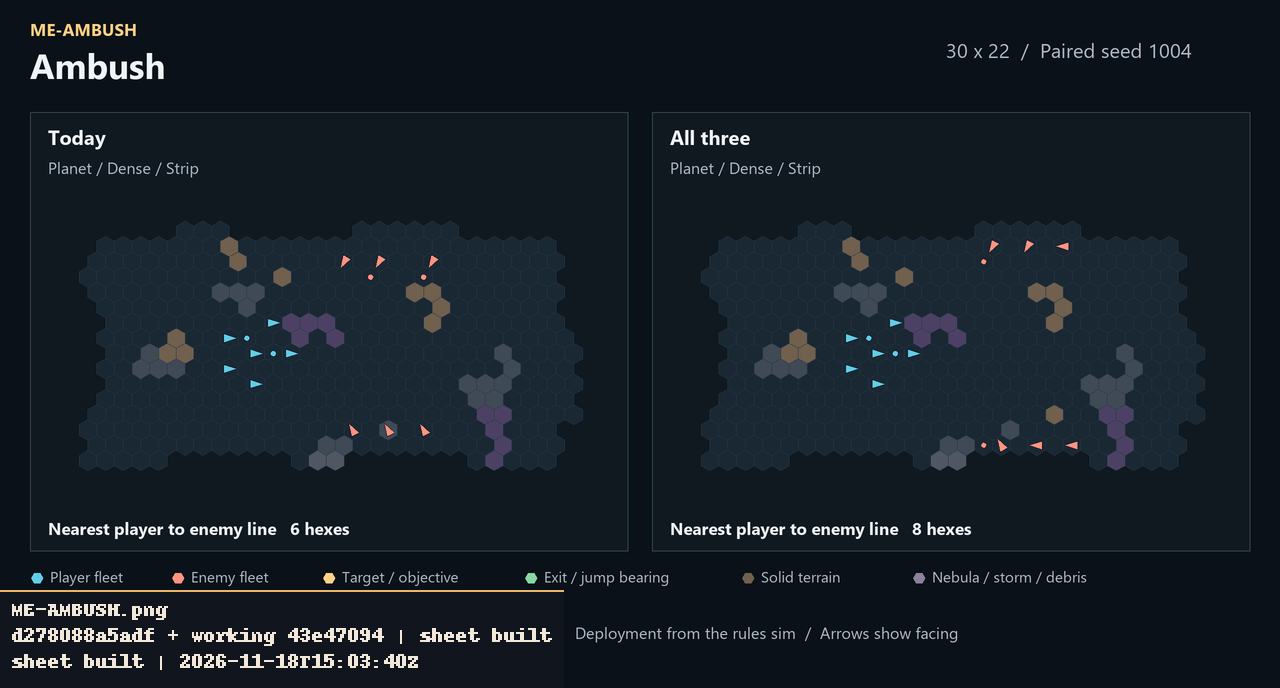 ME-AMBUSH
Ambush
30 x 22 / Paired seed 1004
Today
Planet / Dense / Strip
Nearest player to enemy line 6 hexes
All three
Planet / Dense / Strip
Nearest player to enemy line 8 hexes
Player fleet
Enemy fleet
Target / objective
Exit / jump bearing
Solid terrain
Nebula / storm / debris
ME-AMBUSH.png
d278088a5adf + working 43e47094 | sheet built
sheet built | 2026-11-18T15:03:40Z
Deployment from the rules sim / Arrows show facing